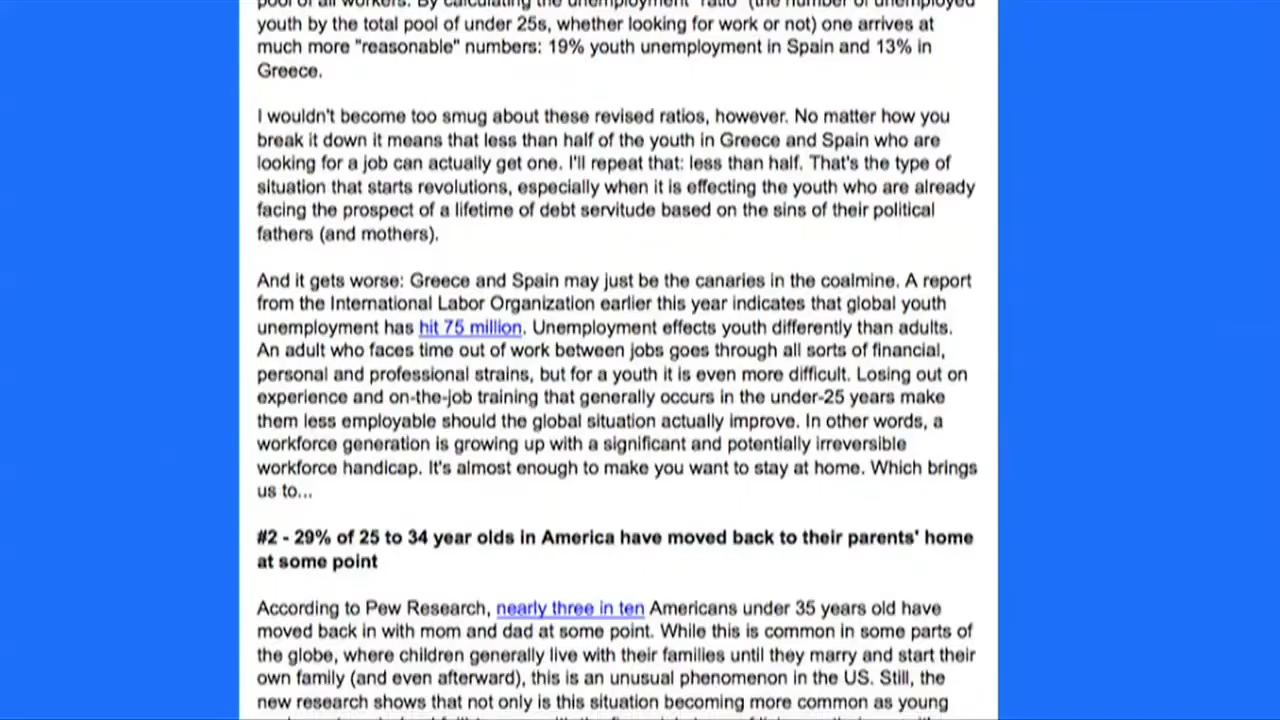 pool of all workers. By calculating the unemployment "ratio" (the number of unemployed
youth by the total pool of under 25s, whether looking for work or not) one arrives at
much more "reasonable" numbers: 19% youth unemployment in Spain and 13% in
Greece.
I wouldn't become too smug about these revised ratios, however. No matter how you
break it down it means that less than half of the youth in Greece and Spain who are
looking for a job can actually get one. I'll repeat that: less than half. That's the type of
situation that starts revolutions, especially when it is effecting the youth who are already
facing the prospect of a lifetime of debt servitude based on the sins of their political
fathers (and mothers).
And it gets worse: Greece and Spain may just be the canaries in the coalmine. A report
from the International Labor Organization earlier this year indicates that global youth
unemployment has hit 75 million. Unemployment effects youth differently than adults.
An adult who faces time out of work between jobs goes through all sorts of financial,
personal and professional strains, but for a youth it is even more difficult. Losing out on
experience and on-the-job training that generally occurs in the under-25 years make
them less employable should the global situation actually improve. In other words, a
workforce generation is growing up with a significant and potentially irreversible
workforce handicap. It's almost enough to make you want to stay at home. Which brings
us to...
#2 - 29% of 25 to 34 year olds in America have moved back to their parents' home
at some point
According to Pew Research, nearly three in ten Americans under 35 years old have
moved back in with mom and dad at some point. While this is common in some parts of
the globe, where children generally live with their families until they marry and start their
own family (and even afterward), this is an unusual phenomenon in the US. Still, the
new research shows that not only is this situation becoming more common as young